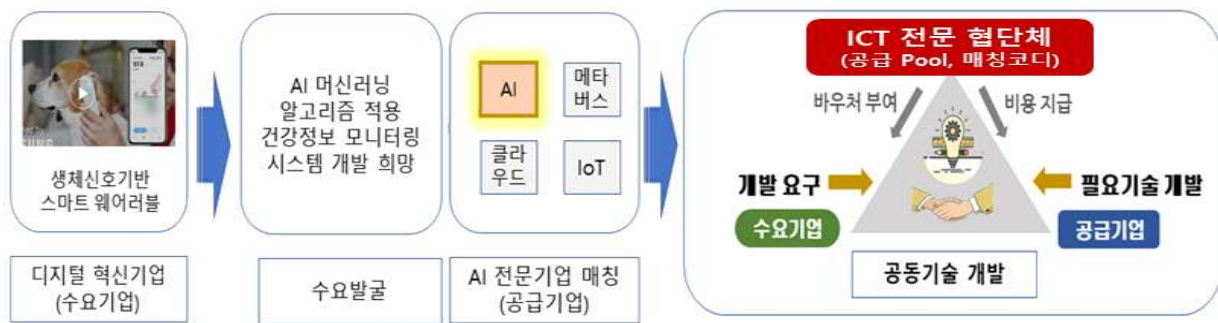 생체신호기반
스마트 웨어러블
디지털 혁신기업
(수요기업)
AI 머신러닝
알고리즘 적용
건강정보 모니터링
시스템 개발 희망
수요발굴
AI
메타
버스
클라
우드
IoT
AI 전문기업 매칭
(공급기업)
ICT 전문 협단체
(공급 Pool, 매칭코디)
바우처 부여
비용 지급
개발 요구
필요기술 개발
수요기업
공급기업
공동기술 개발